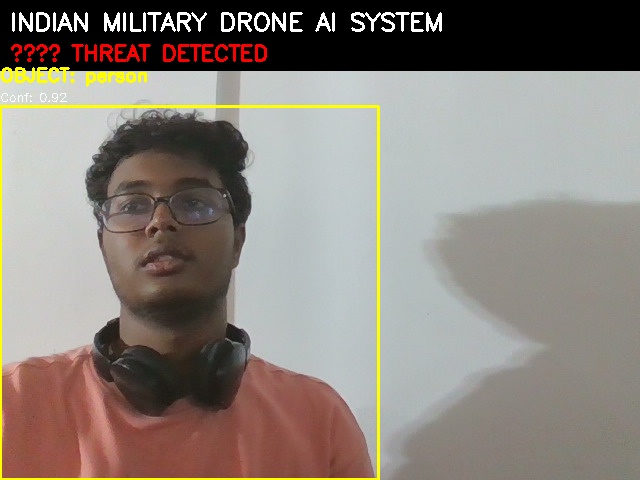 INDIAN MILITARY DRONE AI SYSTEM
???? THREAT DETECTED
OBJECT: person
Conf: 0.92